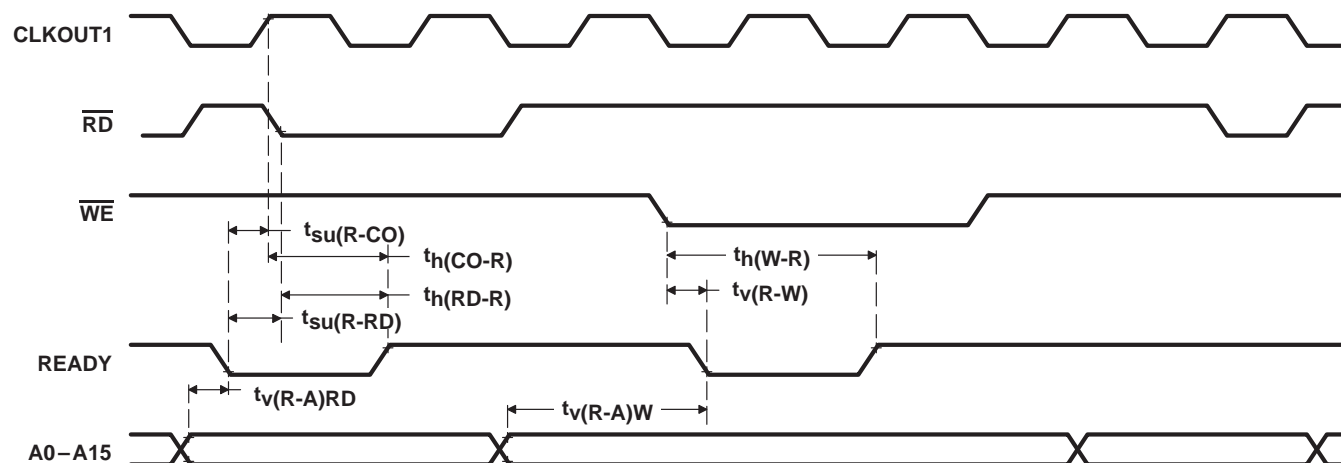 CLKOUT1
RD
WE
tsu(R-CO)
th(CO-R)
th(W-R)
th(RD-R)
tv(R-W)
tsu(R-RD)
READY
tv(R-A)RD
tv(R-A)W
A0–A15